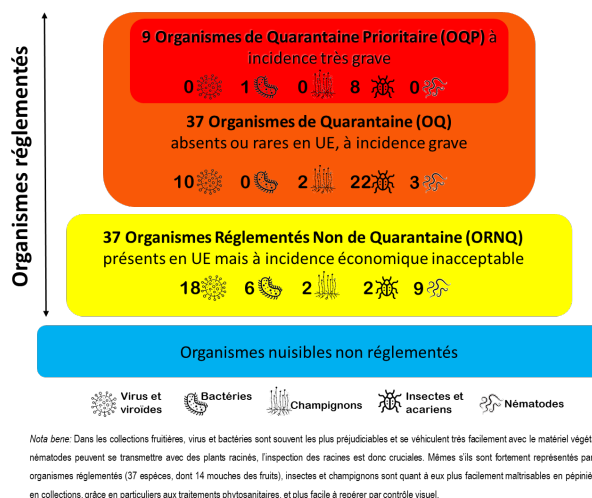 Organismes réglementés
9 Organismes de Quarantaine Prioritaire (OQP) à
incidence très grave
0 1 0 8 0
37 Organismes de Quarantaine (OQ)
absents ou rares en UE, à incidence grave
10 0 2 22 3
37 Organismes Réglementés Non de Quarantaine (ORNQ)
présents en UE mais à incidence économique inacceptable
18 6 2 2 9
Organismes nuisibles non réglementés
Virus et
viroïdes
Bactéries
Champignons
Insectes et
acariens
Nématodes
Nota bene: Dans les collections fruitières, virus et bactéries sont souvent les plus préjudiciables et se véhiculent très facilement avec le matériel végét
nématodes peuvent se transmettre avec des plants racinés, l'inspection des racines est donc cruciales. Mêmes s'ils sont fortement représentés par
organismes réglementés (37 espèces, dont 14 mouches des fruits), insectes et champignons sont quant à eux plus facilement maîtrisables en pépiniè
en collections, grâce en particuliers aux traitements phytosanitaires, et plus facile à repérer par contrôle visuel.